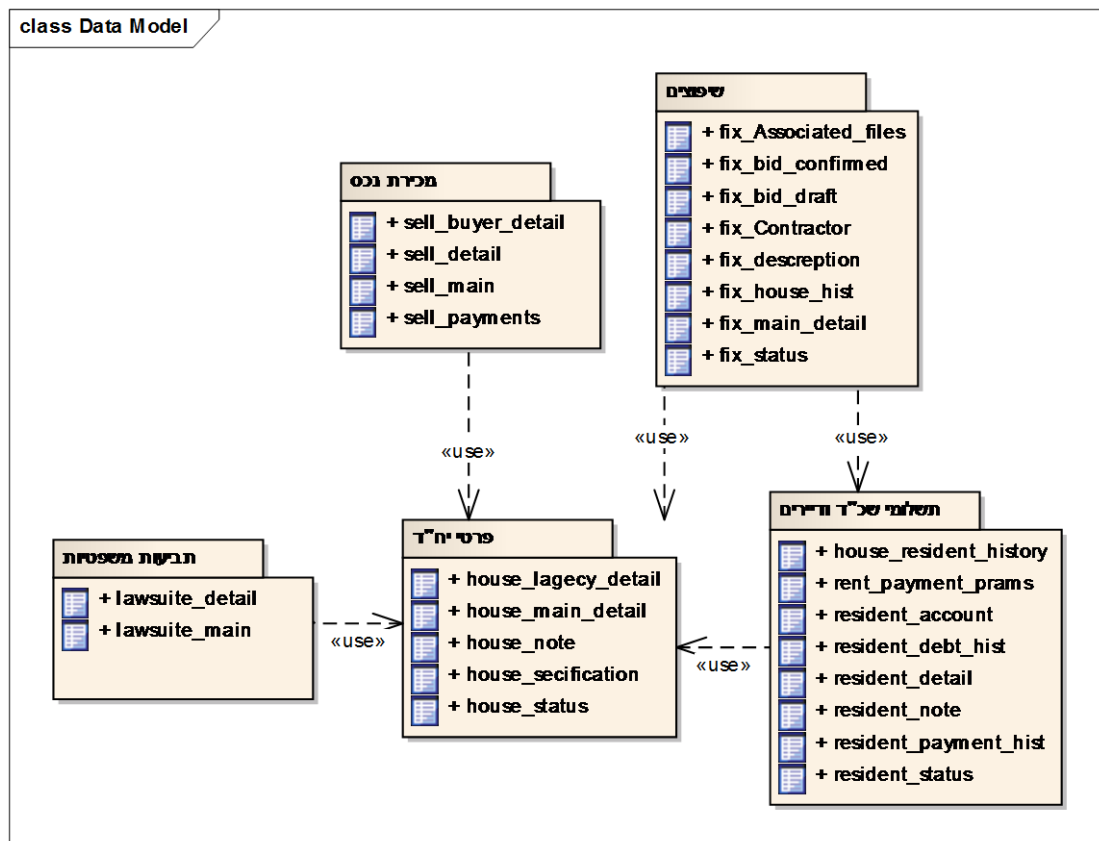 class Data Model
שיפוצים
+ fix_Associated_files
+ fix_bid_confirmed
+ fix_bid_draft
+ fix_Contractor
+ fix_descreption
+ fix_house_hist
+ fix_main_detail
+ fix_status
מכירת נכס
+ sell_buyer_detail
+ sell_detail
+ sell_main
+ sell_payments
«use»
«use»
«use»
תביעות משפטיות
+ lawsuite_detail
+ lawsuite_main
«use»
פרטי יח"ד
+ house_lagecy_detail
+ house_main_detail
+ house_note
+ house_secification
+ house_status
«use»
תשלומי שכ"ד ודיירים
+ house_resident_history
+ rent_payment_prams
+ resident_account
+ resident_debt_hist
+ resident_detail
+ resident_note
+ resident_payment_hist
+ resident_status